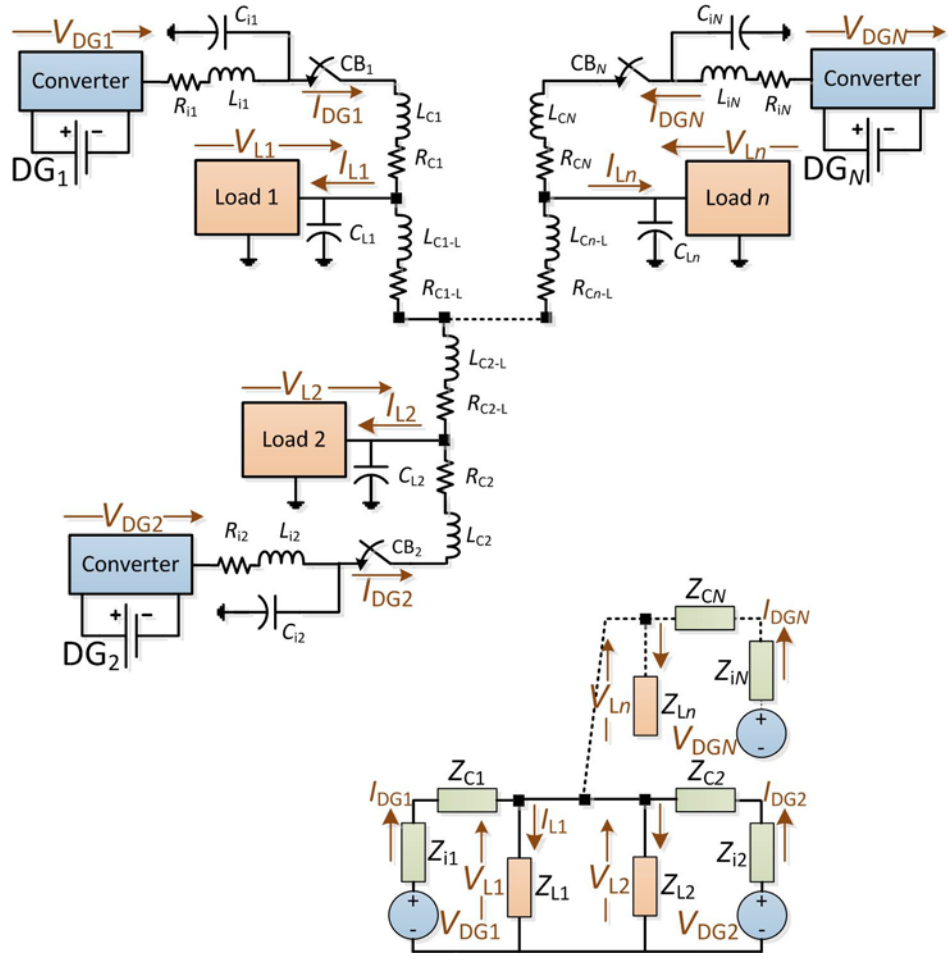 V_DG1
C_i1
Converter
R_i1
L_i1
CB_1
I_DG1
+ -
DG_1
L_C1
R_C1
V_L1
I_L1
Load 1
C_L1
L_C1-L
R_C1-L
C_iN
V_DGN
CB_N
Converter
L_iN
R_iN
I_DGN
+ -
DG_N
L_CN
R_CN
V_Ln
I_Ln
Load n
C_Ln
L_Cn-L
R_Cn-L
L_C2-L
R_C2-L
V_L2
I_L2
Load 2
C_L2
R_C2
L_C2
V_DG2
R_i2
L_i2
CB_2
Converter
I_DG2
C_i2
+ -
DG_2
Z_CN
I_DGN
Z_iN
V_Ln
Z_Ln
V_DGN
+
-
Z_C1
Z_C2
I_DG1
I_L1
I_DG2
Z_i1
V_L1
Z_L1
V_L2
Z_L2
Z_i2
+
-
V_DG1
V_DG2
+
-